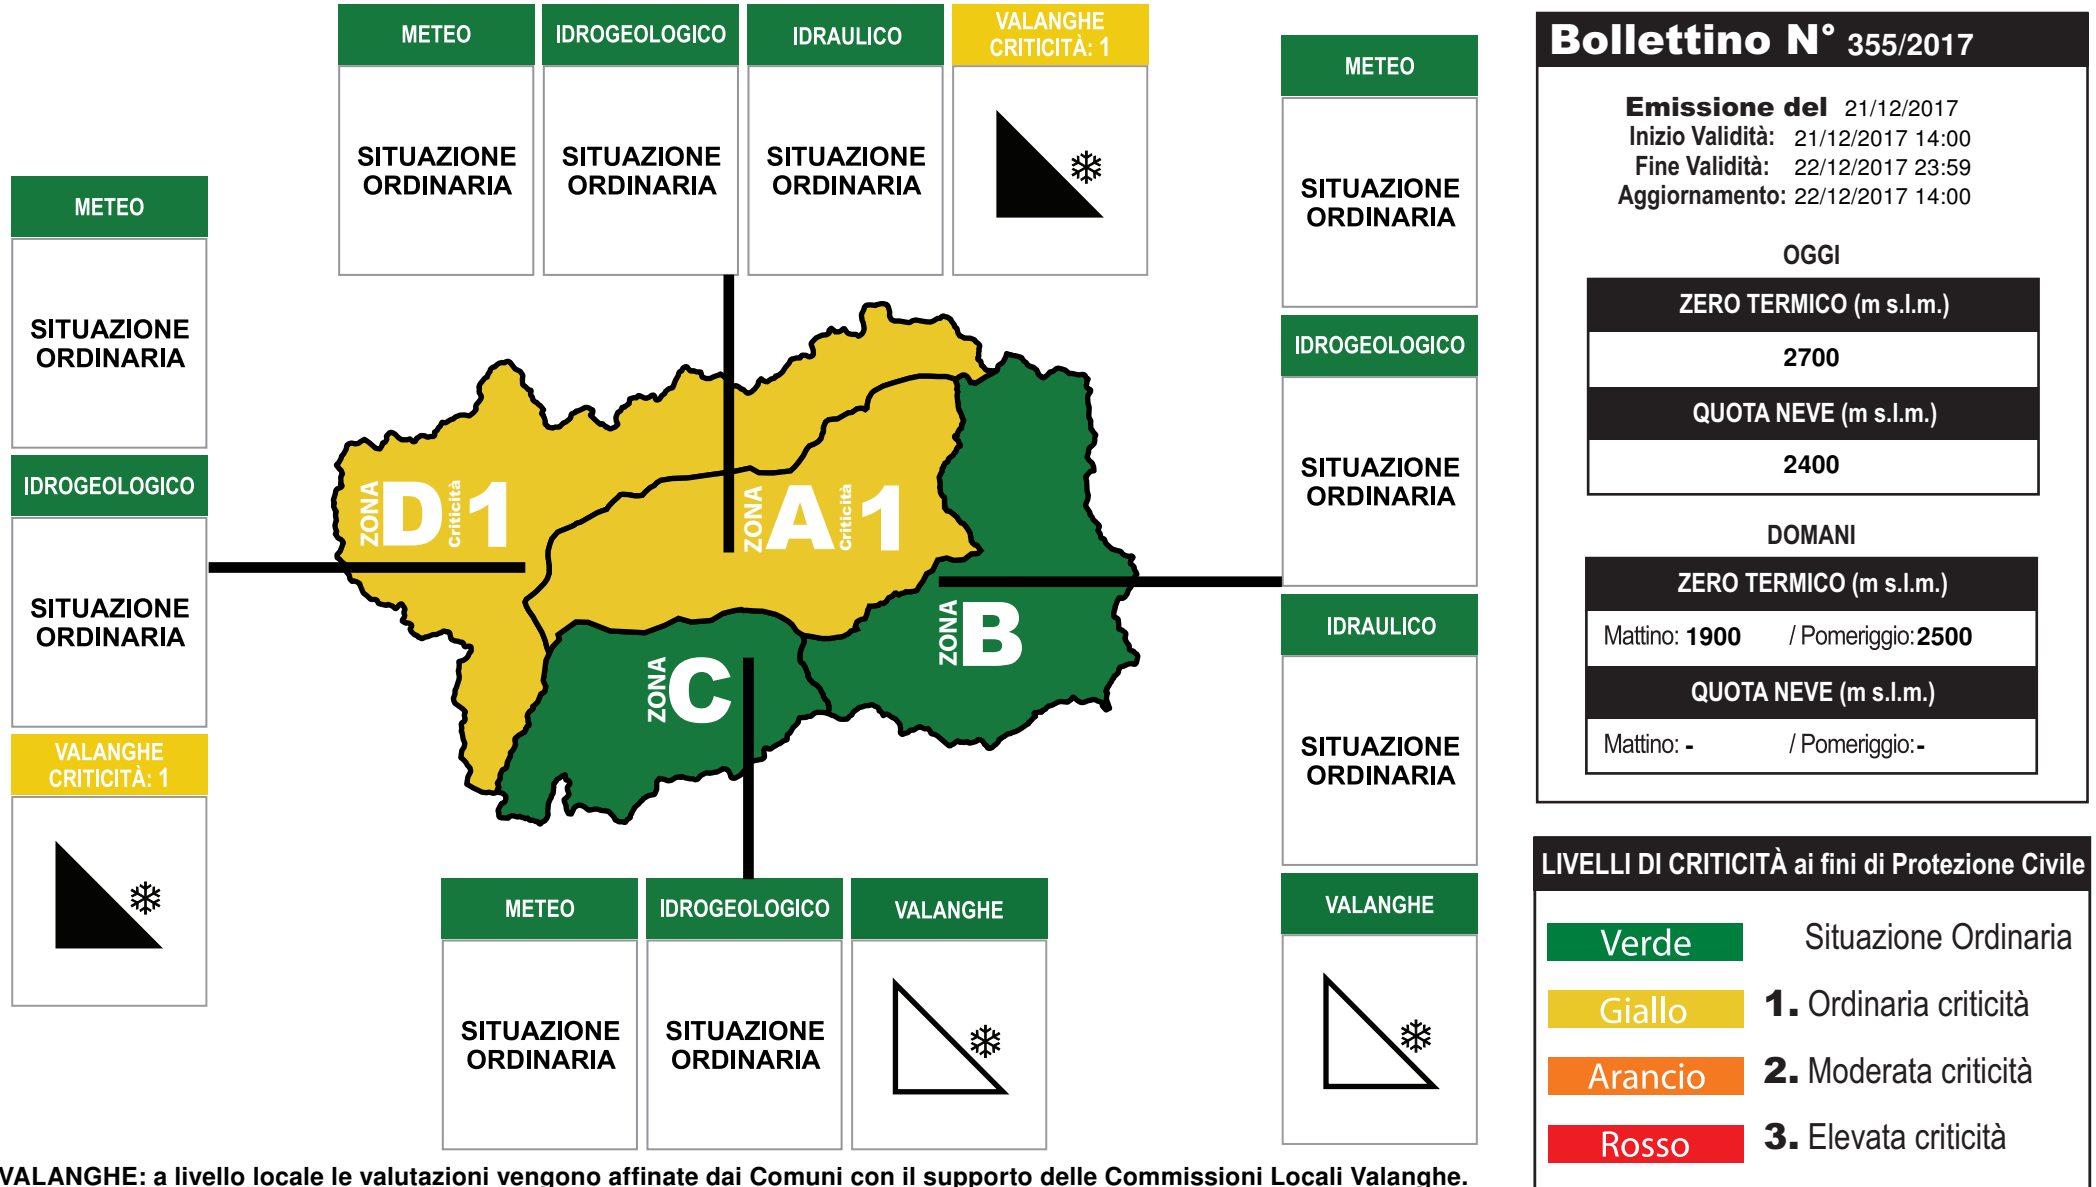 METEO
SITUAZIONE
ORDINARIA
IDROGEOLOGICO
SITUAZIONE
ORDINARIA
IDRAULICO
SITUAZIONE
ORDINARIA
VALANGHE
CRITICITÀ: 1
METEO
SITUAZIONE
ORDINARIA
IDROGEOLOGICO
SITUAZIONE
ORDINARIA
VALANGHE
CRITICITÀ: 1
ZONA D Criticità 1
ZONA A Criticità 1
ZONA B
ZONA C
METEO
SITUAZIONE
ORDINARIA
IDROGEOLOGICO
SITUAZIONE
ORDINARIA
IDRAULICO
SITUAZIONE
ORDINARIA
VALANGHE
METEO
SITUAZIONE
ORDINARIA
IDROGEOLOGICO
SITUAZIONE
ORDINARIA
VALANGHE
Bollettino N° 355/2017
Emissione del 21/12/2017
Inizio Validità: 21/12/2017 14:00
Fine Validità: 22/12/2017 23:59
Aggiornamento: 22/12/2017 14:00
OGGI
ZERO TERMICO (m s.l.m.)
2700
QUOTA NEVE (m s.l.m.)
2400
DOMANI
ZERO TERMICO (m s.l.m.)
Mattino: 1900 / Pomeriggio: 2500
QUOTA NEVE (m s.l.m.)
Mattino: - / Pomeriggio: -
LIVELLI DI CRITICITÀ ai fini di Protezione Civile
Verde Situazione Ordinaria
Giallo 1. Ordinaria criticità
Arancio 2. Moderata criticità
Rosso 3. Elevata criticità
VALANGHE: a livello locale le valutazioni vengono affinate dai Comuni con il supporto delle Commissioni Locali Valanghe.